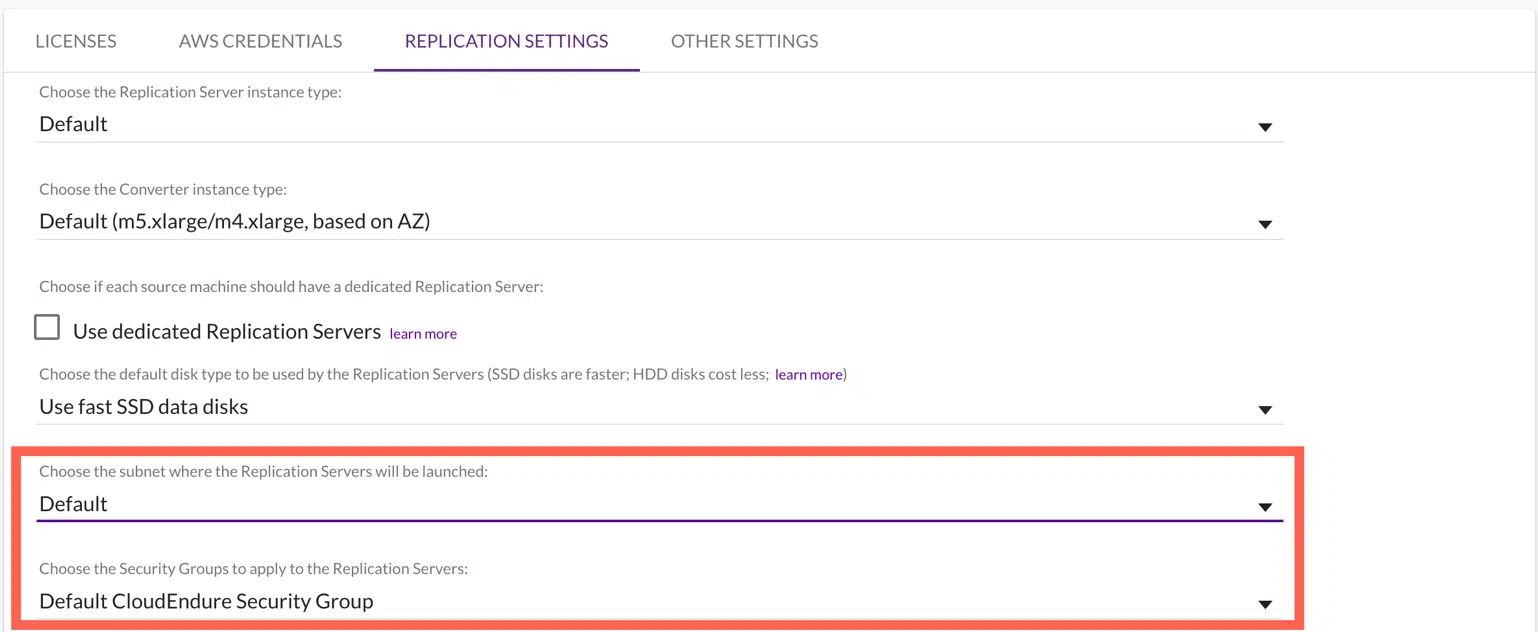 LICENSES AWS CREDENTIALS REPLICATION SETTINGS OTHER SETTINGS
Choose the Replication Server instance type:
Default
Choose the Converter instance type:
Default (m5.xlarge/m4.xlarge, based on AZ)
Choose if each source machine should have a dedicated Replication Server:
Use dedicated Replication Servers learn more
Choose the default disk type to be used by the Replication Servers (SSD disks are faster; HDD disks cost less; learn more)
Use fast SSD data disks
Choose the subnet where the Replication Servers will be launched:
Default
Choose the Security Groups to apply to the Replication Servers:
Default CloudEndure Security Group